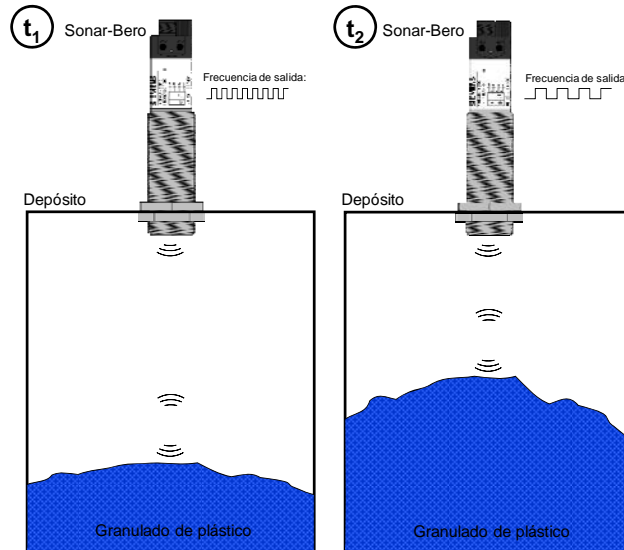 t1
Sonar-Bero
Frecuencia de salida:
Depósito
Granulado de plástico
t2
Sonar-Bero
Frecuencia de salida
Depósito
Granulado de plástico